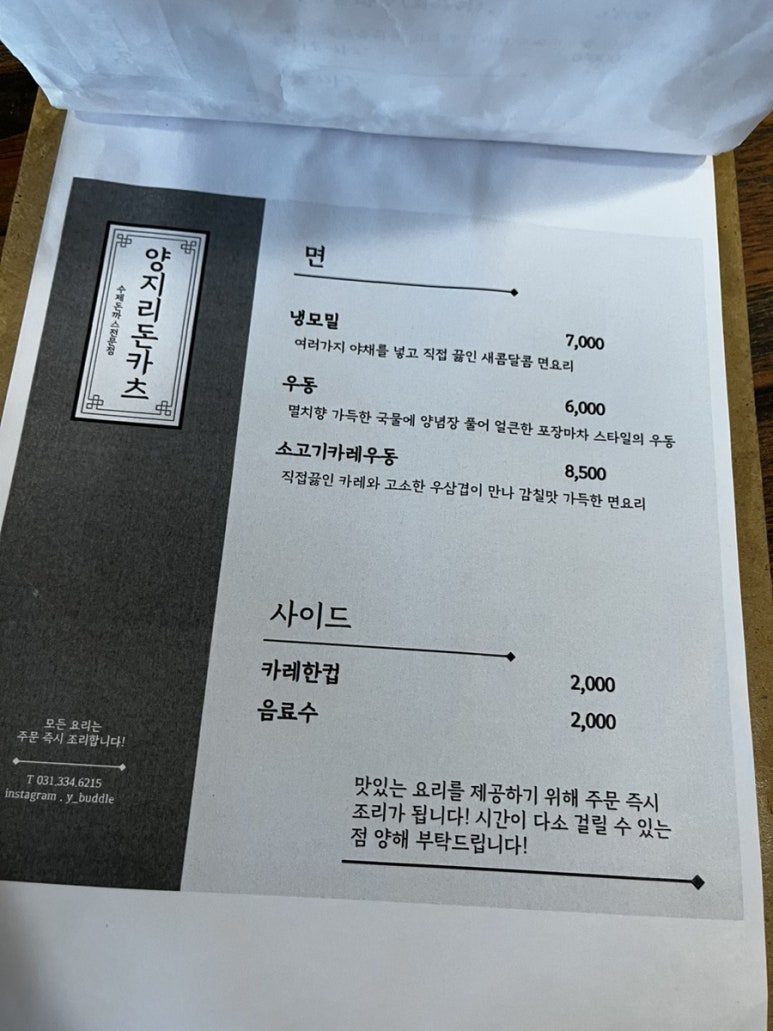 양지리돈카츠
수제돈까스전문점
면
냉모밀
7,000
여러가지 야채를 넣고 직접 끓인 새콤달콤 면요리
우동
6,000
멸치향 가득한 국물에 양념장 풀어 얼큰한 포장마차 스타일의 우동
소고기카레우동
8,500
직접끓인 카레와 고소한 우삼겹이 만나 감칠맛 가득한 면요리
사이드
카레한컵
2,000
음료수
2,000
모든 요리는
주문 즉시 조리합니다!
T 031.334.6215
instagram . y_buddle
맛있는 요리를 제공하기 위해 주문 즉시
조리가 됩니다! 시간이 다소 걸릴 수 있는
점 양해 부탁드립니다!